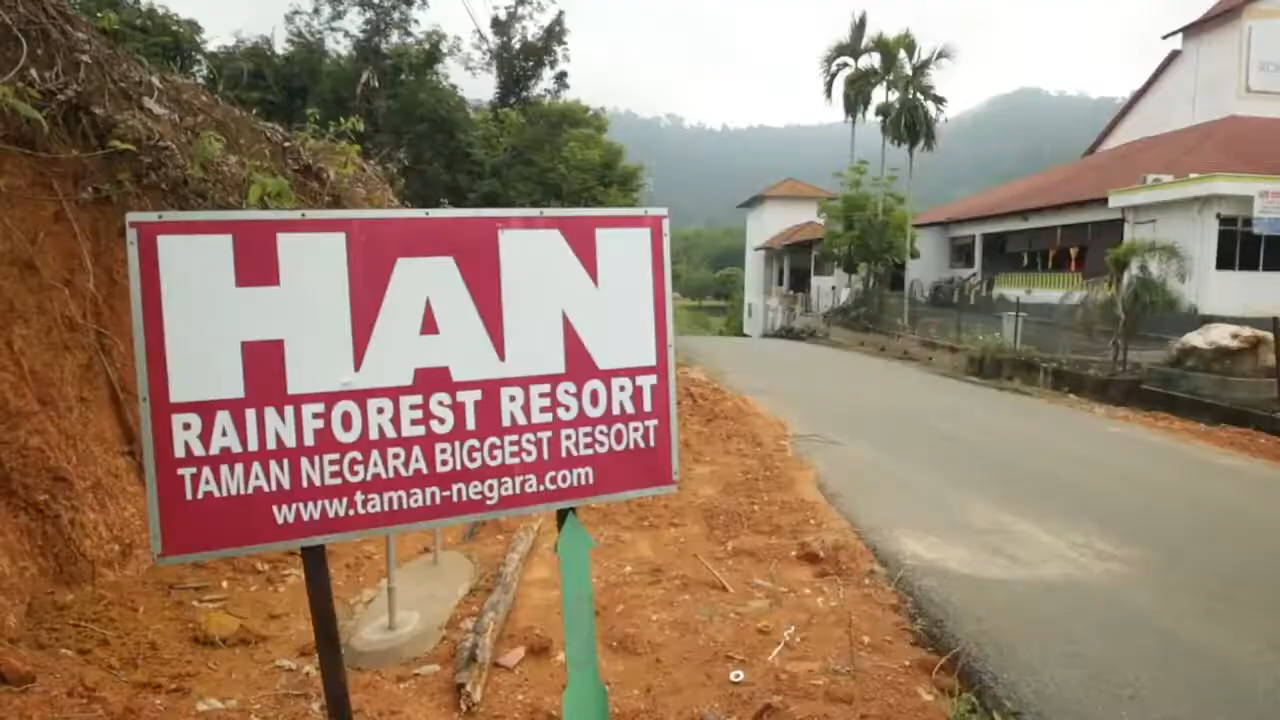 HAN
RAINFOREST RESORT
TAMAN NEGARA BIGGEST RESORT
www.taman-negara.com